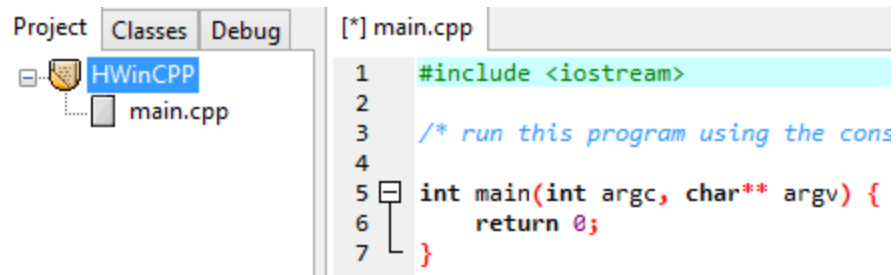 Project Classes Debug
HWinCPP
main.cpp
[*] main.cpp
1 #include <iostream>
2
3 /* run this program using the cons
4
5 int main(int argc, char** argv) {
6 return 0;
7 }